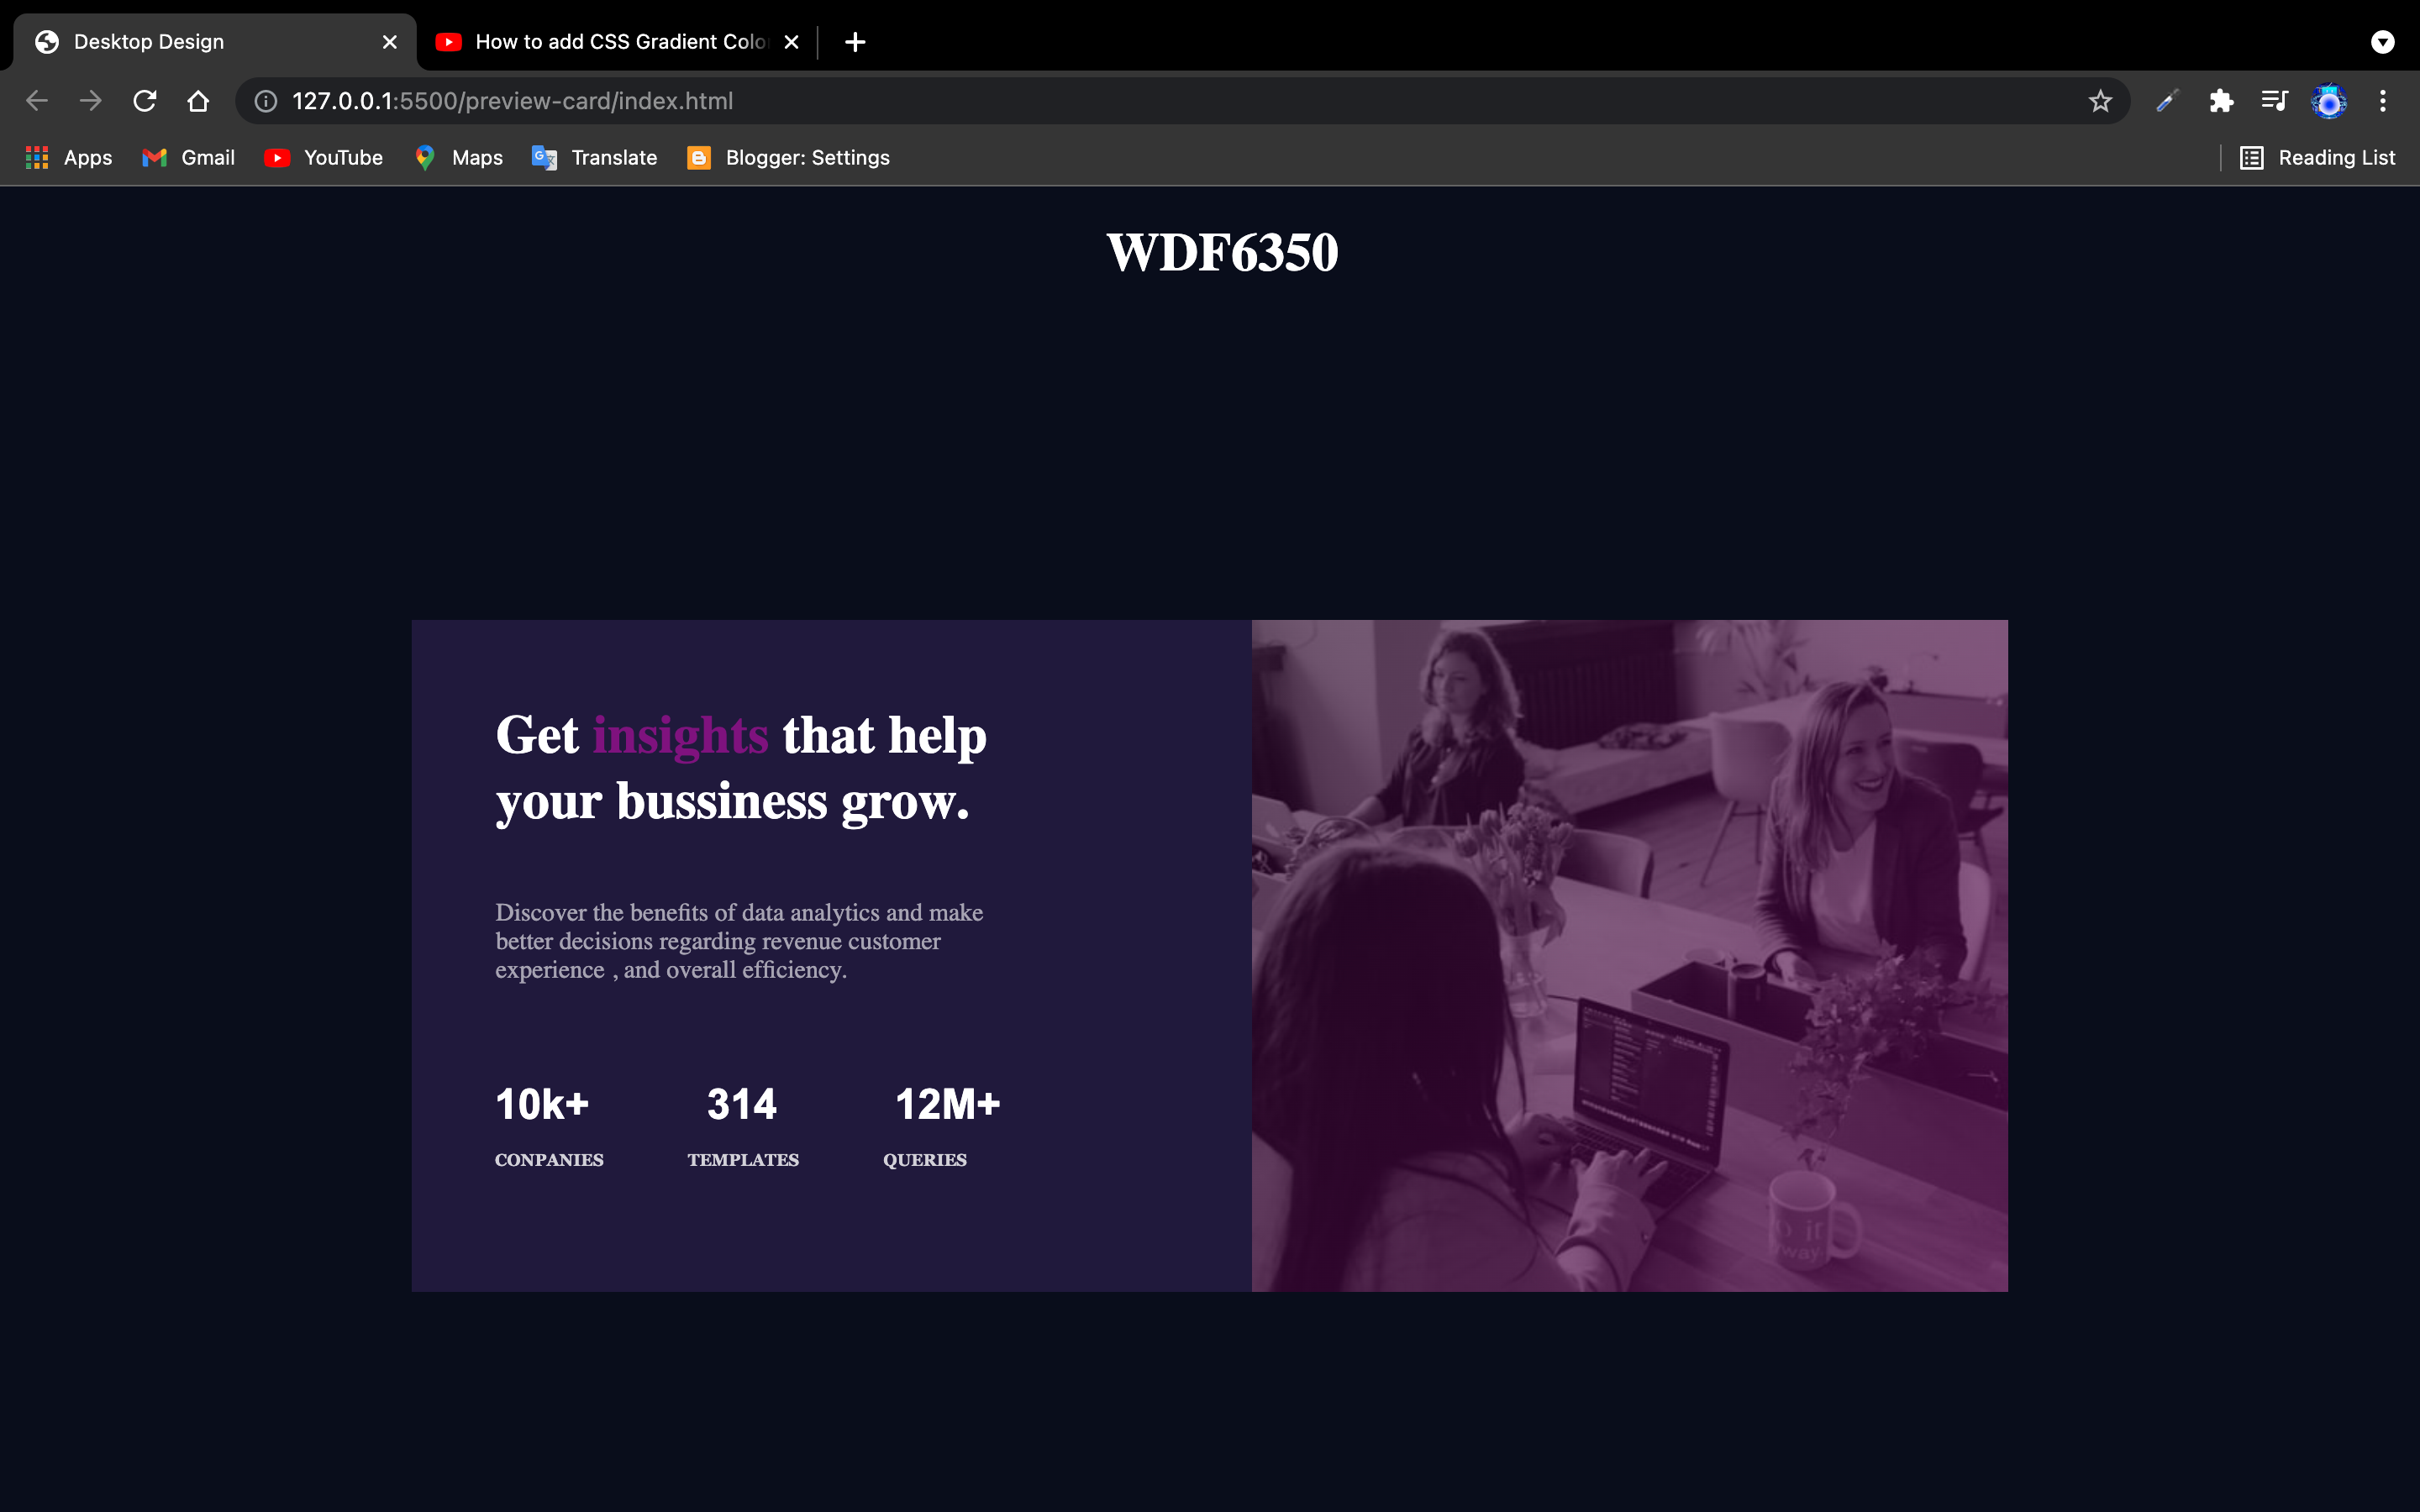 Desktop Design
How to add CSS Gradient Colo
127.0.0.1:5500/preview-card/index.html
Apps Gmail YouTube Maps Translate Blogger: Settings Reading List
WDF6350
Get insights that help
your bussiness grow.
Discover the benefits of data analytics and make
better decisions regarding revenue customer
experience , and overall efficiency.
10k+ 314 12M+
CONPANIES TEMPLATES QUERIES